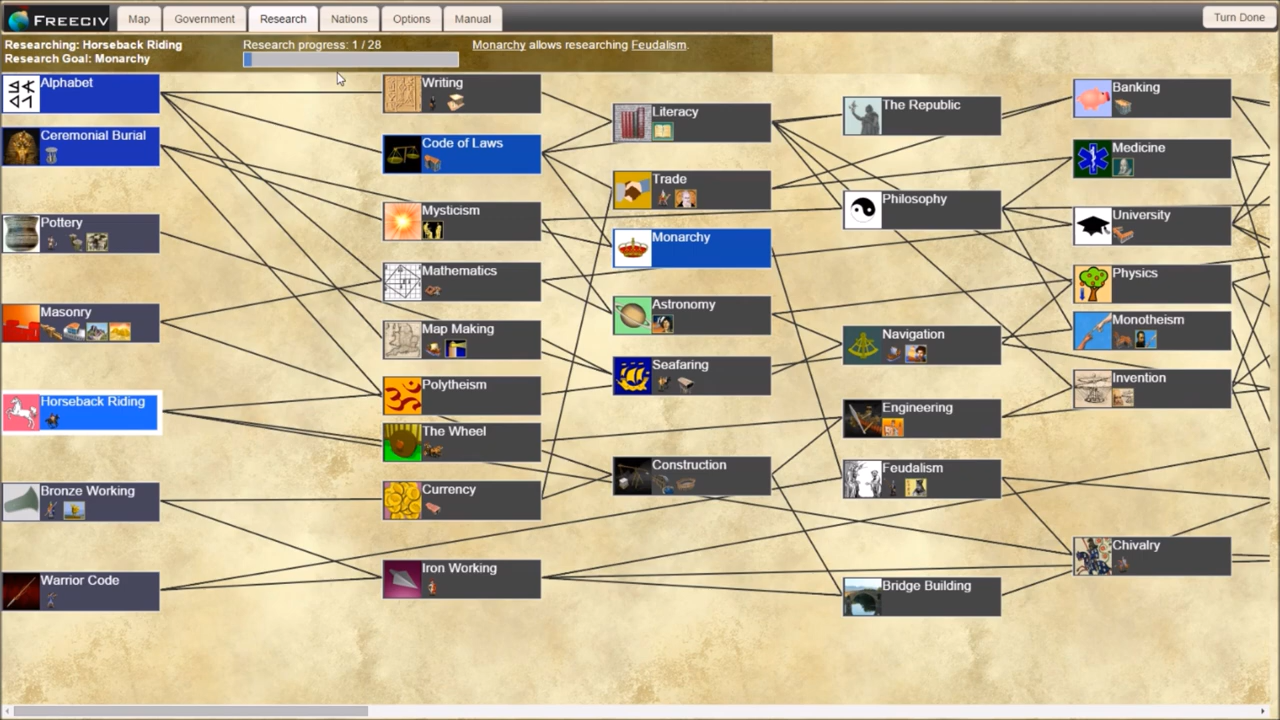 FREECIV
Map
Government
Research
Nations
Options
Manual
Turn Done
Researching: Horseback Riding
Research Goal: Monarchy
Research progress: 1 / 28
Monarchy allows researching Feudalism.
Alphabet
Ceremonial Burial
Pottery
Masonry
Horseback Riding
Bronze Working
Warrior Code
Writing
Code of Laws
Mysticism
Mathematics
Map Making
Polytheism
The Wheel
Currency
Iron Working
Literacy
Trade
Monarchy
Astronomy
Seafaring
Construction
The Republic
Philosophy
Navigation
Engineering
Feudalism
Bridge Building
Banking
Medicine
University
Physics
Monotheism
Invention
Chivalry